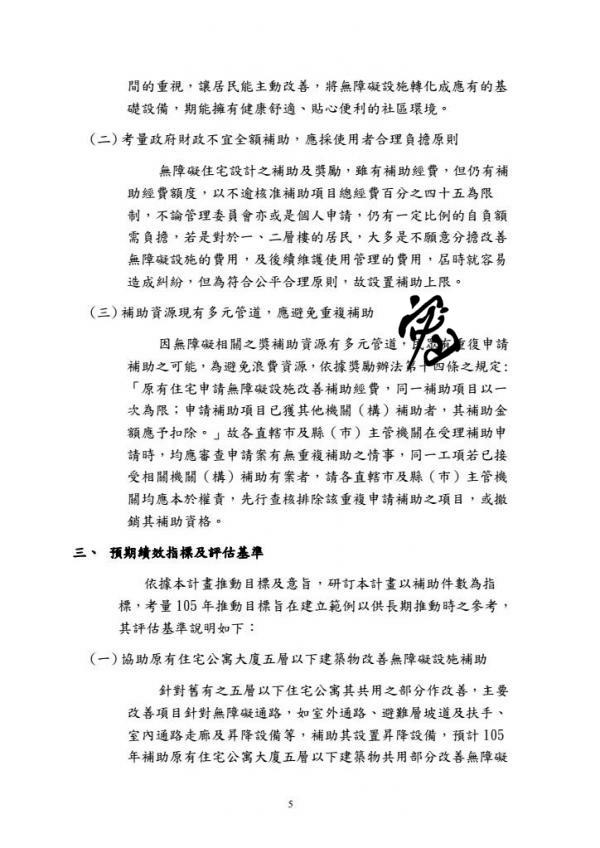 間的重視，讓居民能主動改善，將無障礙設施轉化成應有的基
礎設備，期能擁有健康舒適、貼心便利的社區環境。
(二)考量政府財政不宜全額補助，應採使用者合理負擔原則
無障礙住宅設計之補助及獎勵，雖有補助經費，但仍有補
助經費額度，以不逾核准補助項目總經費百分之四十五為限
制，不論管理委員會亦或是個人申請，仍有一定比例的自負額
需負擔，若是對於一、二層樓的居民，大多是不願意分擔改善
無障礙設施的費用，及後續維護使用管理的費用，屆時就容易
造成糾紛，但為符合公平合理原則，故設置補助上限。
(三)補助資源現有多元管道，應避免重複補助
因無障礙相關之獎補助資源有多元管道，民眾有重復申請
補助之可能，為避免浪費資源，依據獎勵辦法第十四條之規定:
「原有住宅申請無障礙設施改善補助經費，同一補助項目以一
次為限；申請補助項目已獲其他機關（構）補助者，其補助金
額應予扣除。」故各直轄市及縣（市）主管機關在受理補助申
請時，均應審查申請案有無重複補助之情事，同一工項若已接
受相關機關（構）補助有案者，請各直轄市及縣（市）主管機
關均應本於權責，先行查核排除該重複申請補助之項目，或撤
銷其補助資格。
三、 預期績效指標及評估基準
依據本計畫推動目標及意旨，研訂本計畫以補助件數為指
標，考量 105 年推動目標旨在建立範例以供長期推動時之參考，
其評估基準說明如下：
(一)協助原有住宅公寓大廈五層以下建築物改善無障礙設施補助
針對舊有之五層以下住宅公寓其共用之部分作改善，主要
改善項目針對無障礙通路，如室外通路、避難層坡道及扶手、
室內通路走廊及昇降設備等，補助其設置昇降設備，預計 105
年補助原有住宅公寓大廈五層以下建築物共用部分改善無障礙
5